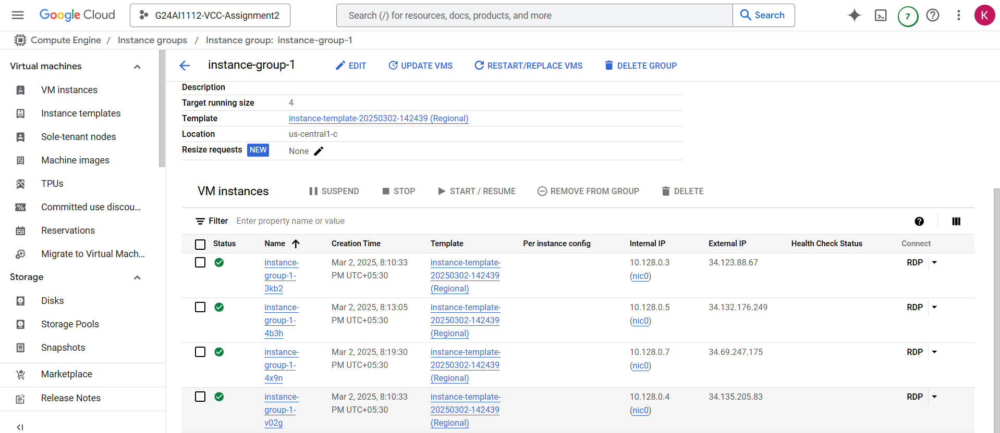 Google Cloud
G24AI1112-VCC-Assignment2
Search (/) for resources, docs, products, and more
Search
7
K
Compute Engine / Instance groups / Instance group: instance-group-1
Virtual machines
VM instances
Instance templates
Sole-tenant nodes
Machine images
TPUs
Committed use discou...
Reservations
Migrate to Virtual Mach...
Storage
Disks
Storage Pools
Snapshots
Marketplace
Release Notes
instance-group-1
EDIT
UPDATE VMS
RESTART/REPLACE VMS
DELETE GROUP
Description
Target running size 4
Template instance-template-20250302-142439 (Regional)
Location us-central1-c
Resize requests NEW None
VM instances
SUSPEND
STOP
START / RESUME
REMOVE FROM GROUP
DELETE
Filter Enter property name or value
Status Name Creation Time Template Per instance config Internal IP External IP Health Check Status Connect
instance- Mar 2, 2025, 8:10:33 instance-template- 10.128.0.3 34.123.88.67 RDP
group-1- PM UTC+05:30 20250302-142439 (nic0)
3kb2 (Regional)
instance- Mar 2, 2025, 8:13:05 instance-template- 10.128.0.5 34.132.176.249 RDP
group-1- PM UTC+05:30 20250302-142439 (nic0)
4b3h (Regional)
instance- Mar 2, 2025, 8:19:30 instance-template- 10.128.0.7 34.69.247.175 RDP
group-1- PM UTC+05:30 20250302-142439 (nic0)
4x9n (Regional)
instance- Mar 2, 2025, 8:10:33 instance-template- 10.128.0.4 34.135.205.83 RDP
group-1- PM UTC+05:30 20250302-142439 (nic0)
v02g (Regional)